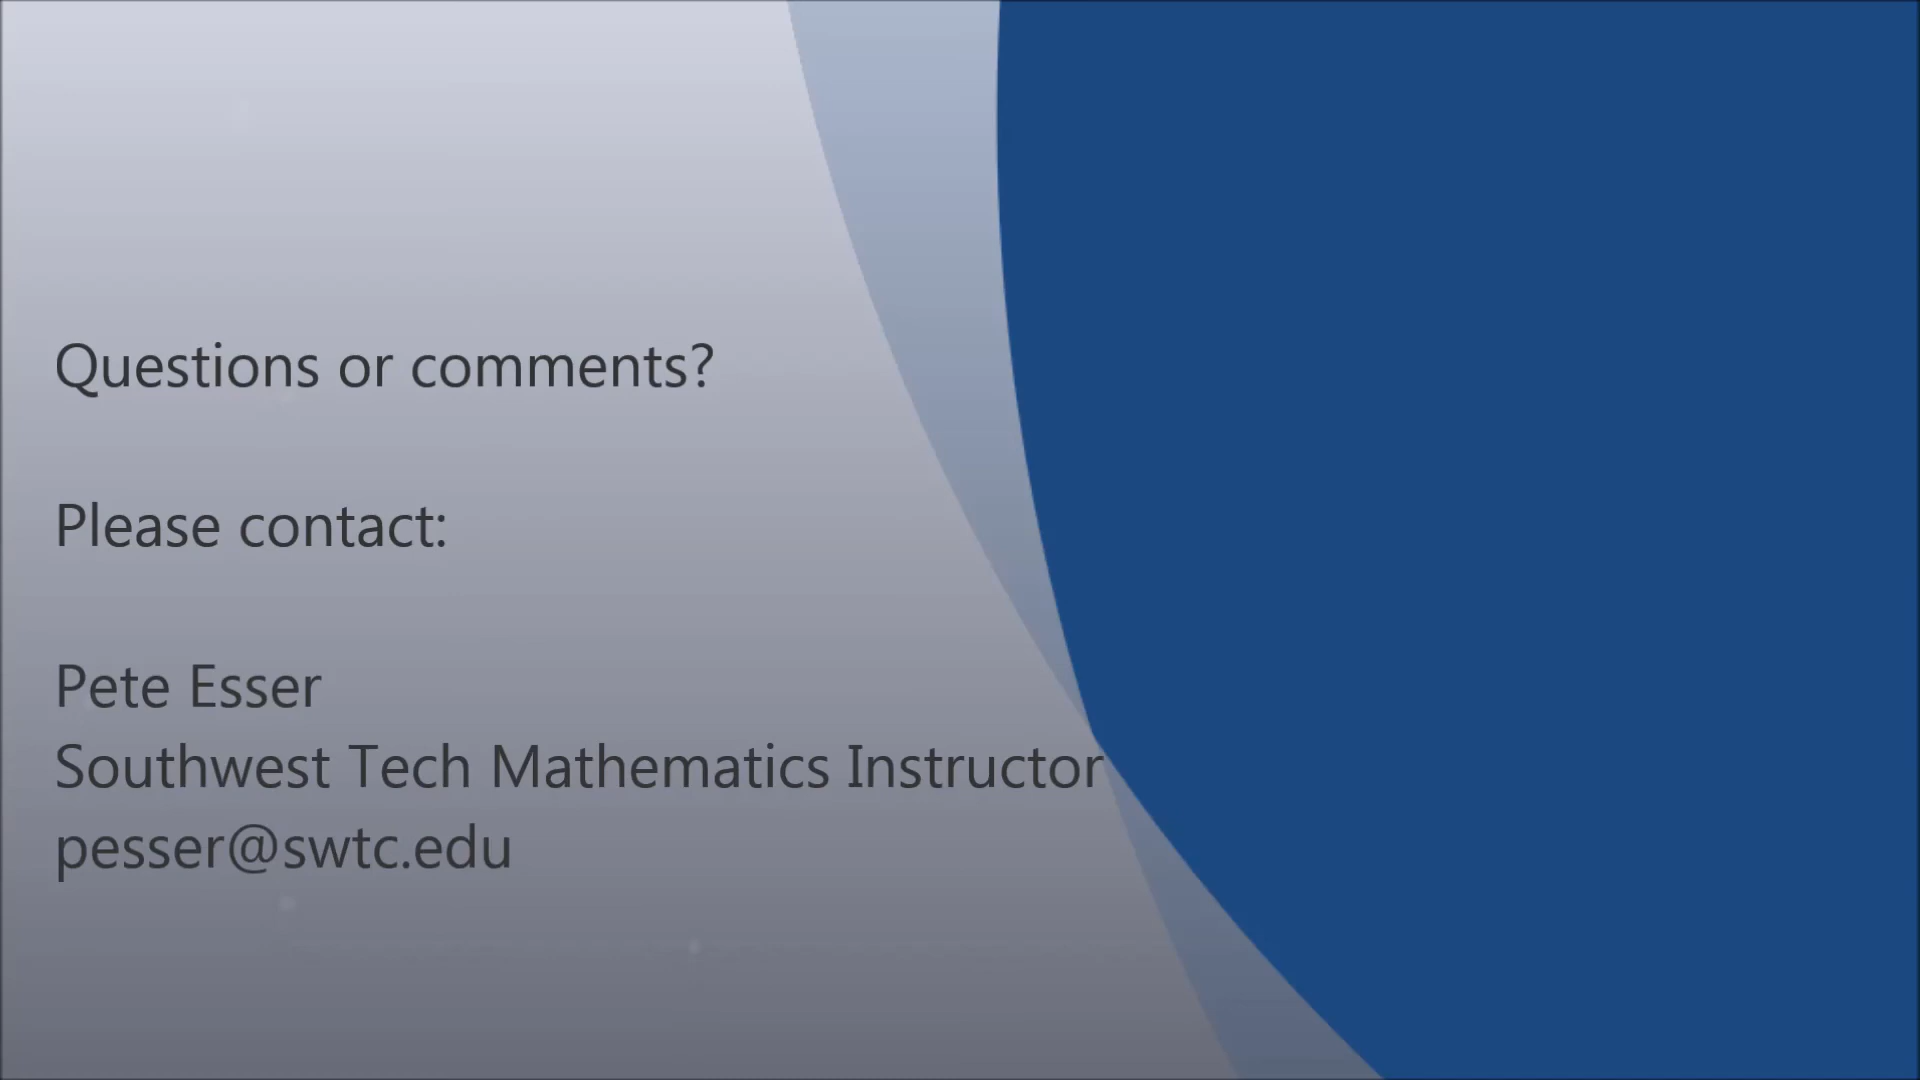 Questions or comments?
Please contact:
Pete Esser
Southwest Tech Mathematics Instructor
pesser@swtc.edu